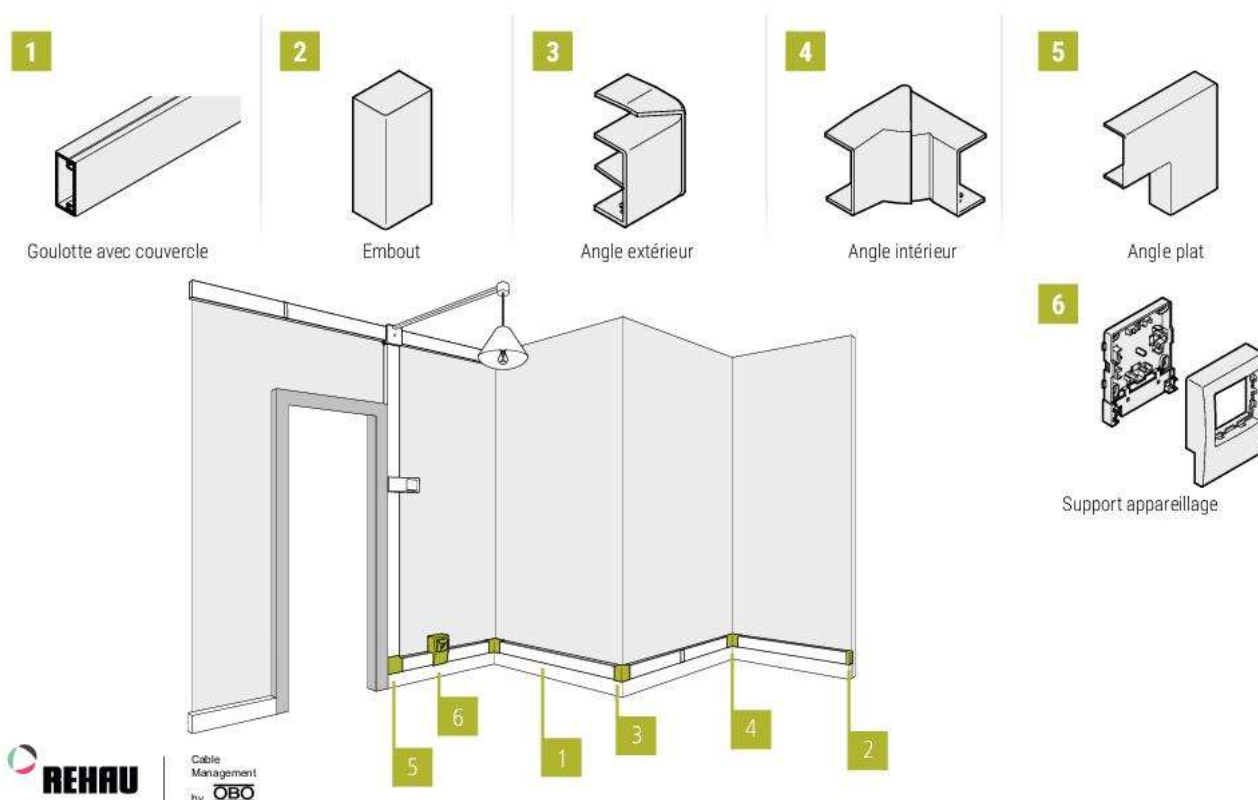 1
2
3
4
5
Goulotte avec couvercle
Embout
Angle extérieur
Angle intérieur
Angle plat
6
Support appareillage
6
3
4
2
1
5
REHAU
Cable
Management
by OBO